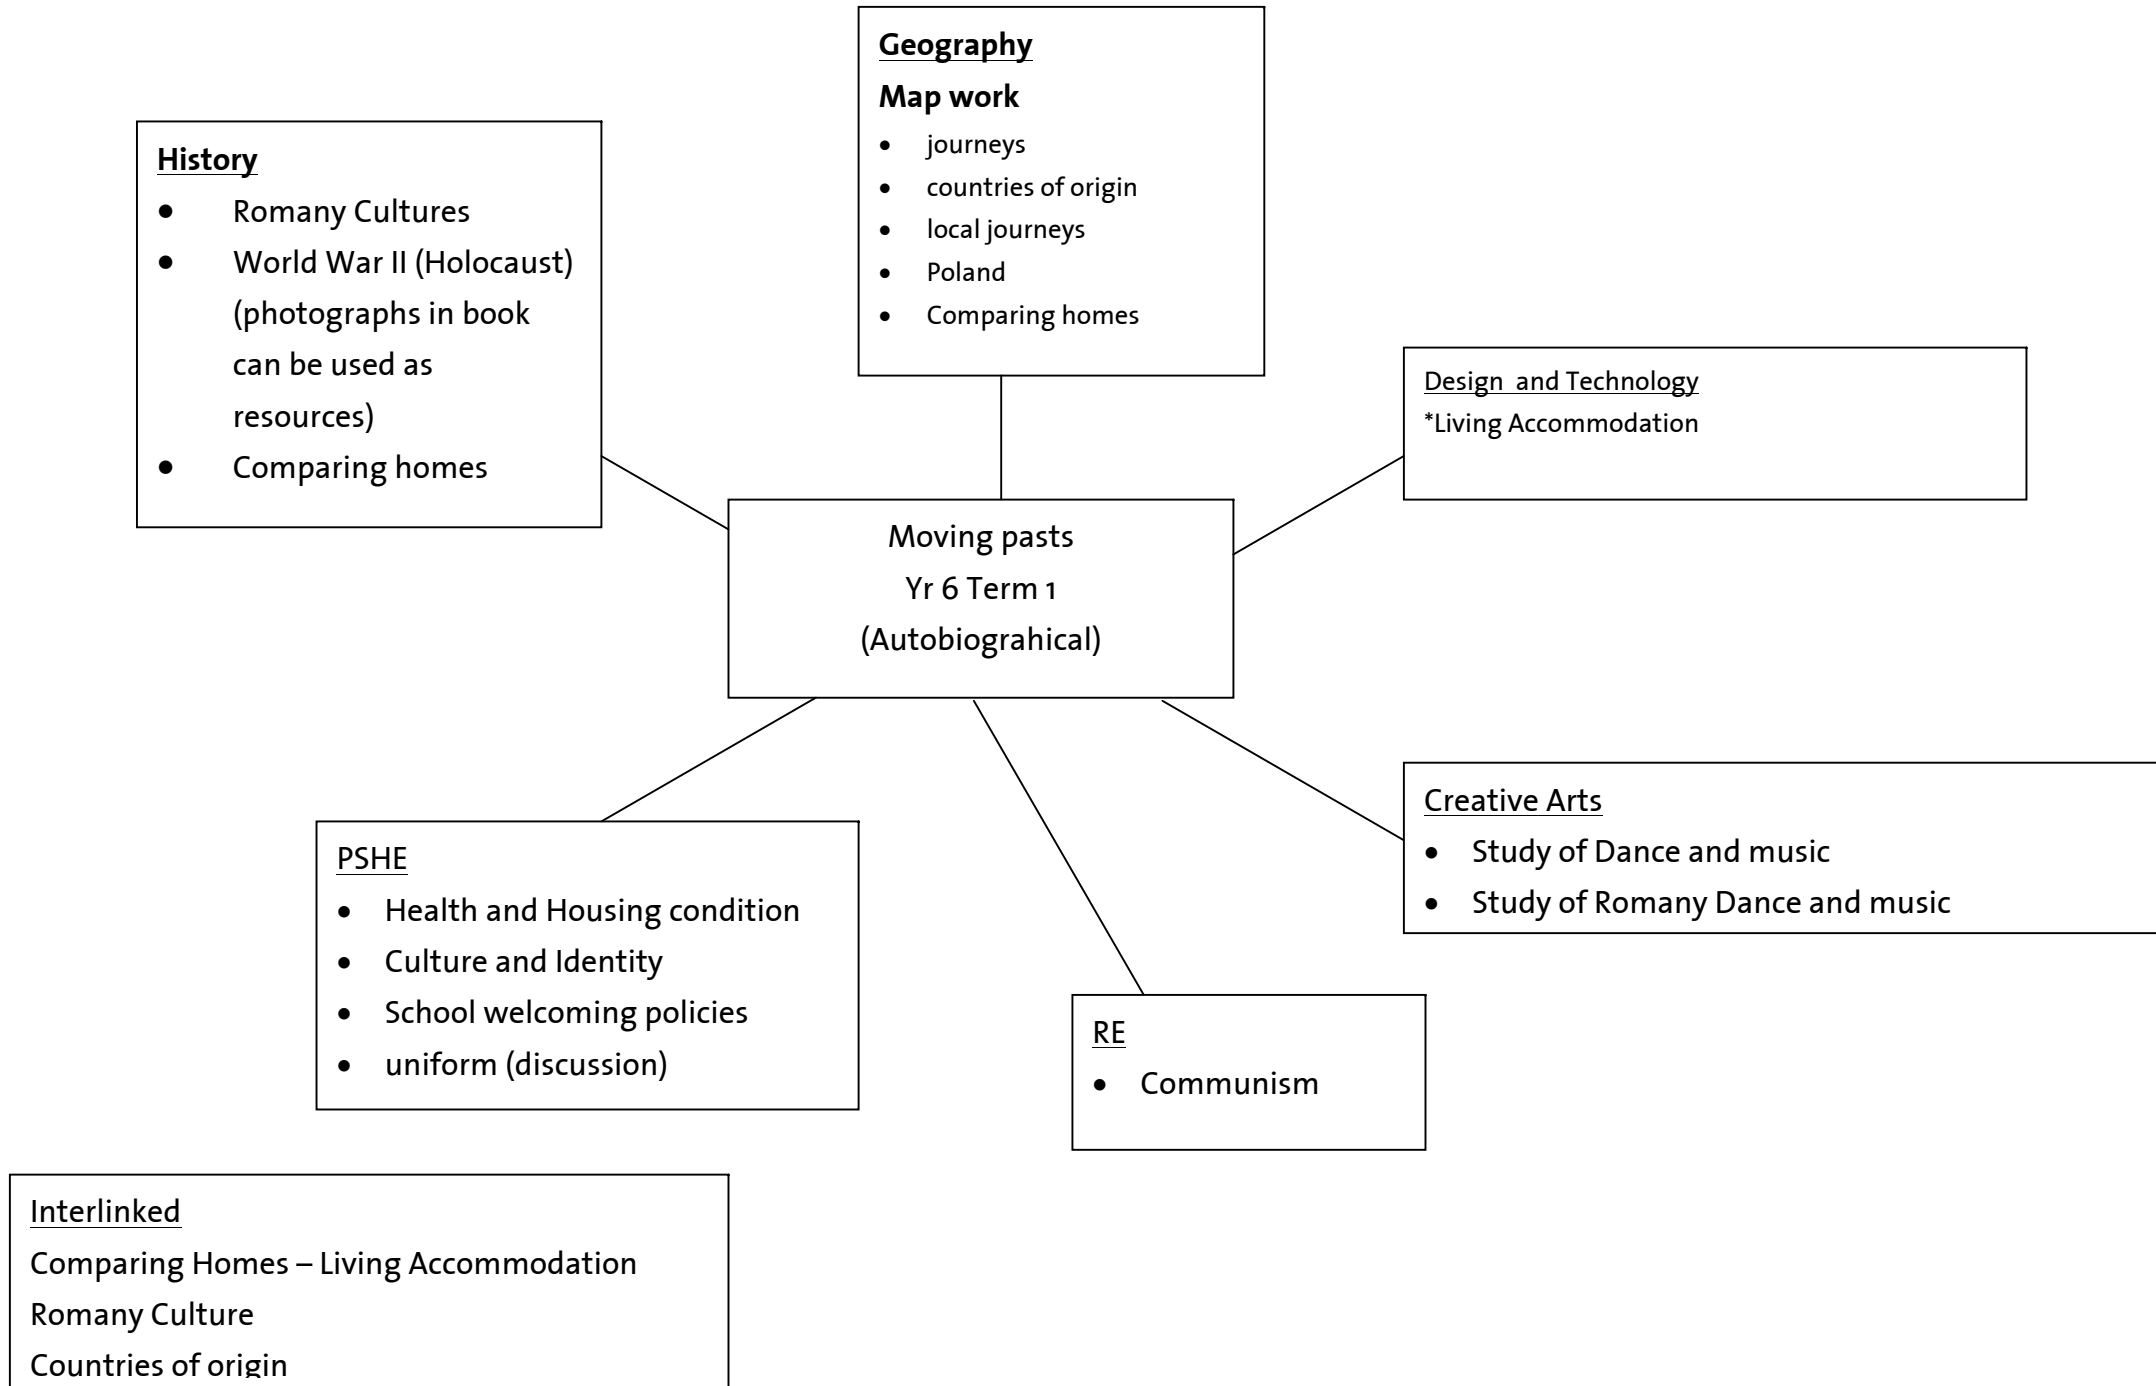 Geography
Map work
• journeys
• countries of origin
• local journeys
• Poland
• Comparing homes
History
• Romany Cultures
• World War II (Holocaust)
(photographs in book
can be used as
resources)
• Comparing homes
Design and Technology
*Living Accommodation
Moving pasts
Yr 6 Term 1
(Autobiograhical)
Creative Arts
• Study of Dance and music
• Study of Romany Dance and music
PSHE
• Health and Housing condition
• Culture and Identity
• School welcoming policies
• uniform (discussion)
RE
• Communism
Interlinked
Comparing Homes – Living Accommodation
Romany Culture
Countries of origin